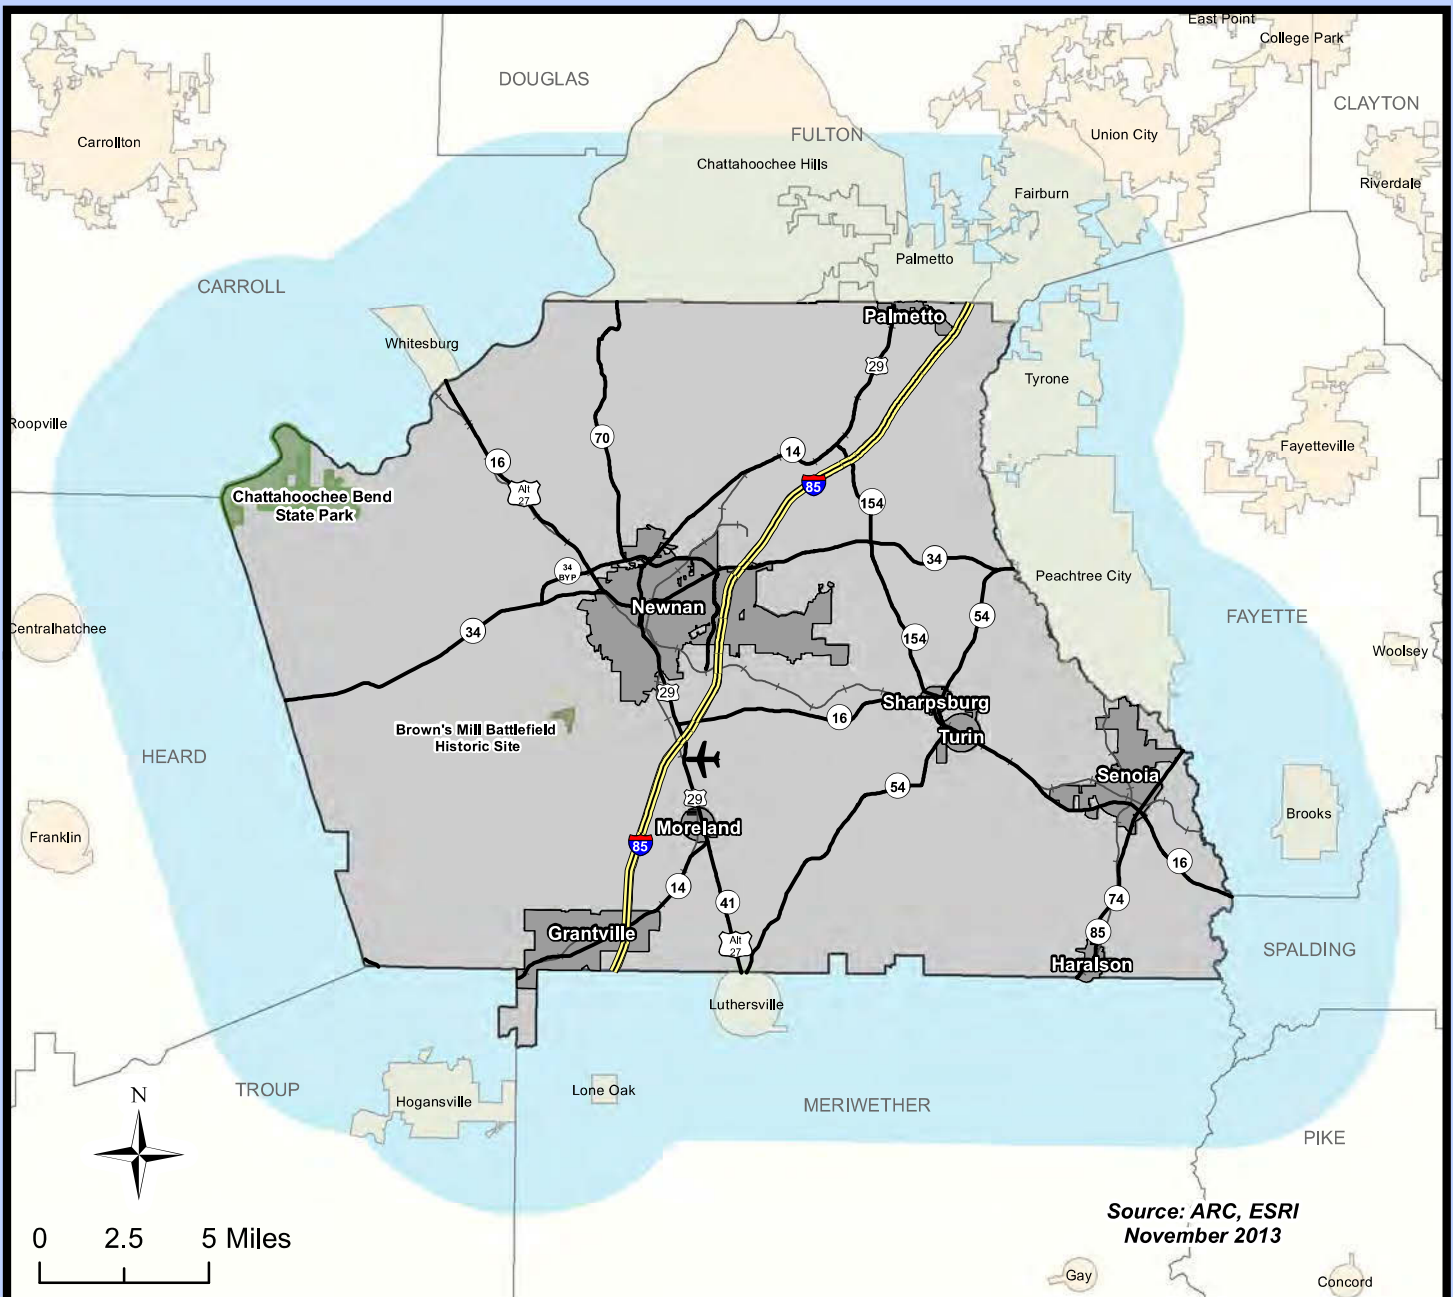 East Point
College Park
DOUGLAS
CLAYTON
FULTON
Union City
Carrollton
Chattahoochee Hills
Riverdale
Fairburn
Palmetto
CARROLL
Palmetto
Whitesburg
29
Tyrone
Roopville
70
14
Fayetteville
16
85
Alt
27
Chattahoochee Bend
State Park
154
34
34
BYP
Peachtree City
Newnan
54
FAYETTE
Centralhatchee
34
154
Woolsey
29
Sharpsburg
16
Brown's Mill Battlefield
Historic Site
Turin
HEARD
Senoia
54
29
Brooks
Moreland
Franklin
85
16
14
41
74
Grantville
85
Alt
27
SPALDING
Haralson
Luthersville
TROUP
Lone Oak
Hogansville
MERIWETHER
N
PIKE
Source: ARC, ESRI
November 2013
0 2.5 5 Miles
Gay
Concord